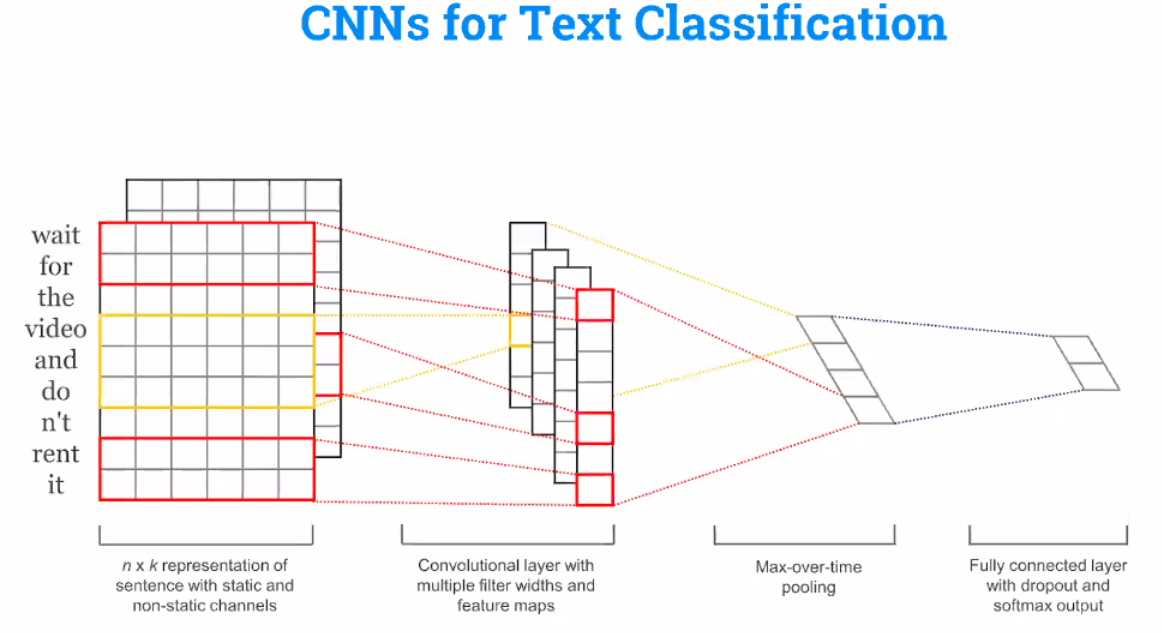 CNNs for Text Classification
wait
for
the
video
and
do
n't
rent
it
n x k representation of
sentence with static and
non-static channels
Convolutional layer with
multiple filter widths and
feature maps
Max-over-time
pooling
Fully connected layer
with dropout and
softmax output